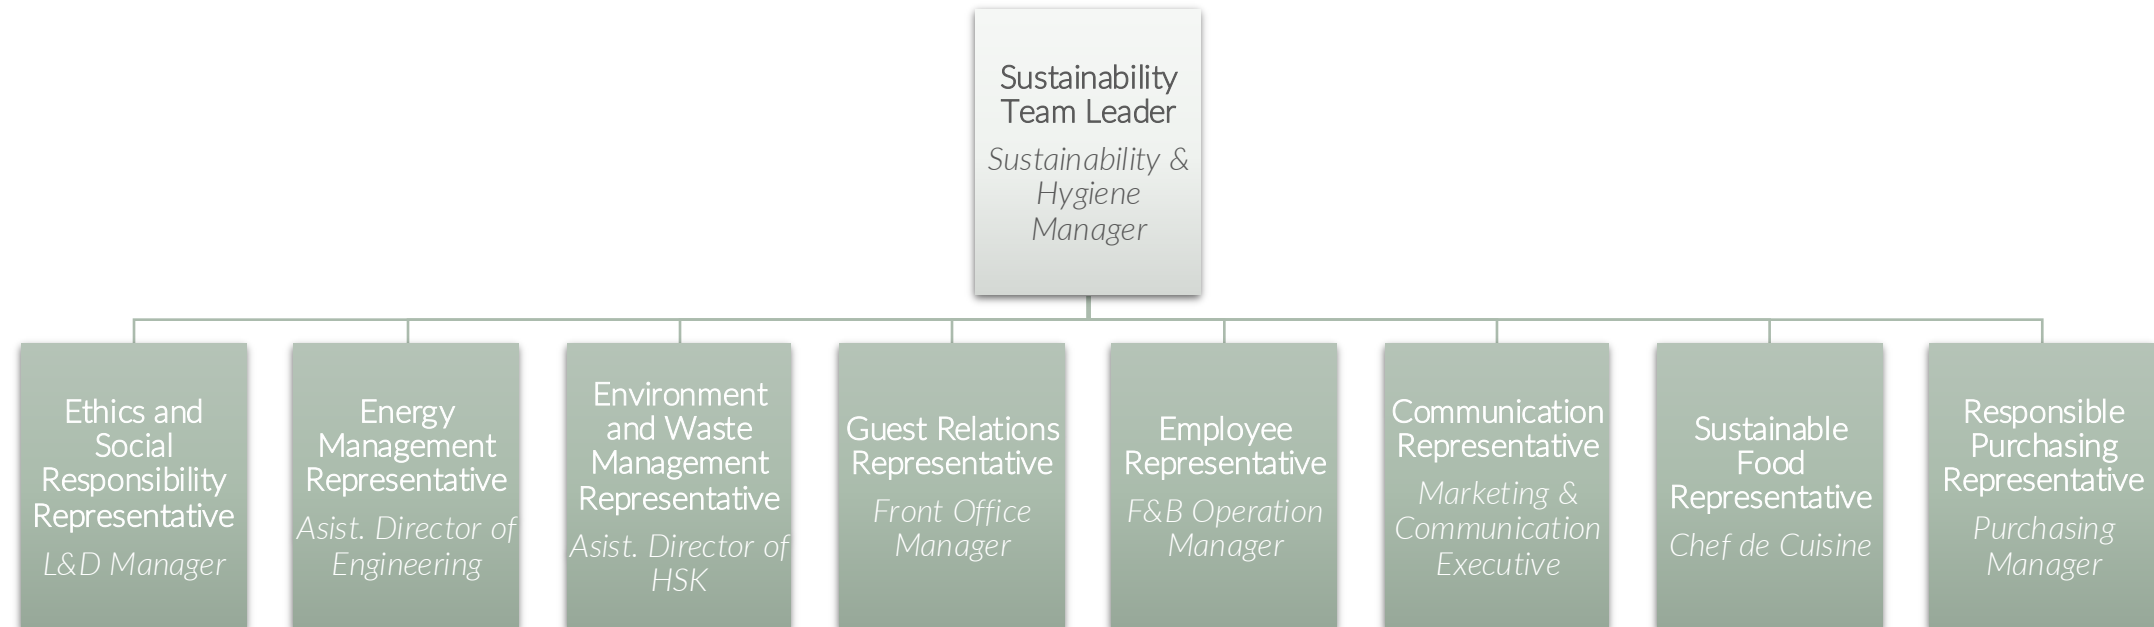 Sustainability
Team Leader
Sustainability &
Hygiene
Manager
Ethics and
Social
Responsibility
Representative
L&D Manager
Energy
Management
Representative
Asist. Director of
Engineering
Environment
and Waste
Management
Representative
Asist. Director of
HSK
Guest Relations
Representative
Front Office
Manager
Employee
Representative
F&B Operation
Manager
Communication
Representative
Marketing &
Communication
Executive
Sustainable
Food
Representative
Chef de Cuisine
Responsible
Purchasing
Representative
Purchasing
Manager